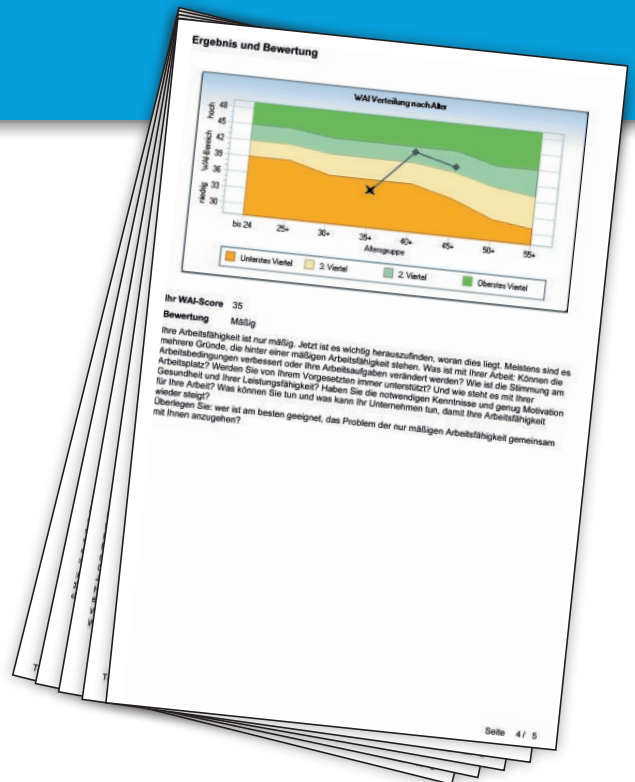 Ergebnis und Bewertung
WAI Verteilung nach Alter
hoch
WAI-Bereich
niedrig
48
45
42
39
36
33
30
bis 24
25+
30+
35+
40+
45+
50+
55+
Altersgruppe
Unterstes Viertel
3. Viertel
2. Viertel
Oberstes Viertel
Ihr WAI-Score 35
Bewertung Mäßig
Ihre Arbeitsfähigkeit ist nur mäßig. Jetzt ist es wichtig herauszufinden, woran dies liegt. Meistens sind es
mehrere Gründe, die hinter einer mäßigen Arbeitsfähigkeit stehen. Was ist mit Ihrer Arbeit: Können die
Arbeitsbedingungen verbessert oder Ihre Arbeitsaufgaben verändert werden? Wie ist die Stimmung am
Arbeitsplatz? Werden Sie von Ihrem Vorgesetzten immer unterstützt? Und wie steht es mit Ihrer
Gesundheit und Ihrer Leistungsfähigkeit? Haben Sie die notwendigen Kenntnisse und genug Motivation
für Ihre Arbeit? Was können Sie tun und was kann Ihr Unternehmen tun, damit Ihre Arbeitsfähigkeit
wieder steigt?
Überlegen Sie: wer ist am besten geeignet, das Problem der nur mäßigen Arbeitsfähigkeit gemeinsam
mit Ihnen anzugehen?
Seite 4 / 5